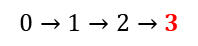 0 → 1 → 2 → 3